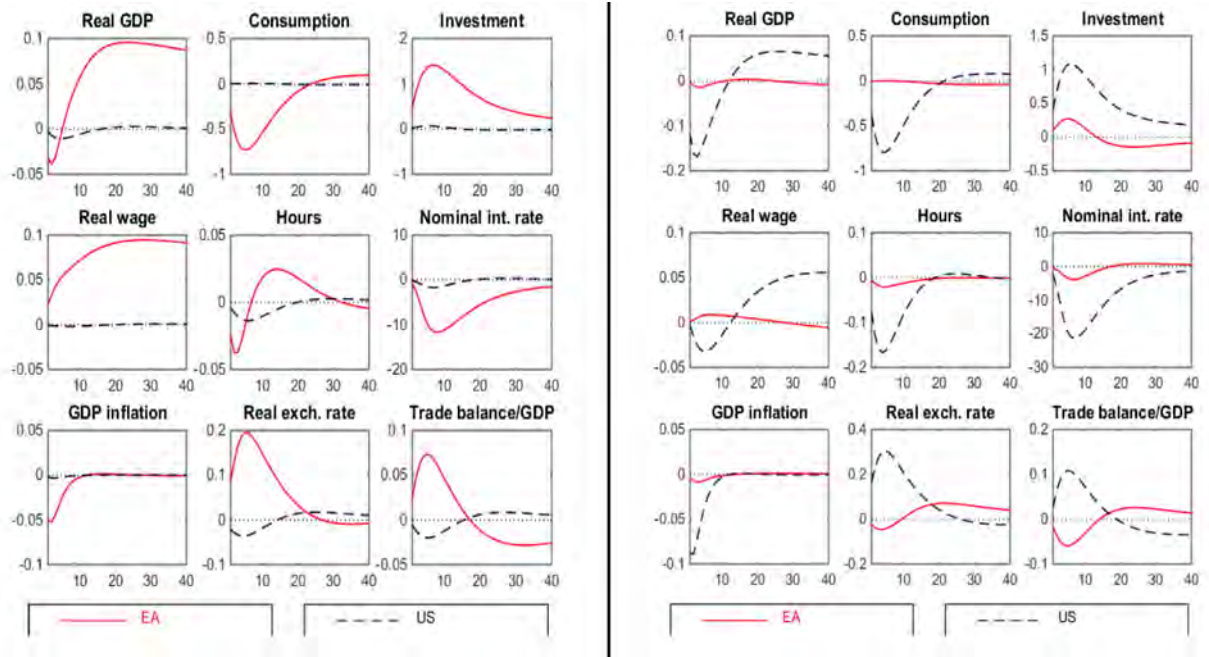 Real GDP Consumption Investment
0.1 0.5 2
0.05 0 1
0 -0.5 0
-0.05 -1 -1
10 20 30 40 10 20 30 40 10 20 30 40
Real wage Hours Nominal int. rate
0.1 0.05 10
0.05 0 0
0 -0.05 -10
-0.05 -20
10 20 30 40 10 20 30 40 10 20 30 40
GDP inflation Real exch. rate Trade balance/GDP
0.05 0.2 0.1
0 0.1 0.05
-0.05 0 0
-0.1 -0.1 -0.05
10 20 30 40 10 20 30 40 10 20 30 40
EA US
Real GDP Consumption Investment
0.1 0.5 1.5
0 0 1
-0.1 -0.5 0.5
-0.2 -1 0
-0.5
10 20 30 40 10 20 30 40 10 20 30 40
Real wage Hours Nominal int. rate
0.1 0.1 10
0.05 0 0
0 -0.1 -10
-0.05 -0.2 -20
-30
10 20 30 40 10 20 30 40 10 20 30 40
GDP inflation Real exch. rate Trade balance/GDP
0.05 0.4 0.2
0 0.2 0.1
-0.05 0 0
-0.1 -0.2 -0.1
10 20 30 40 10 20 30 40 10 20 30 40
EA US